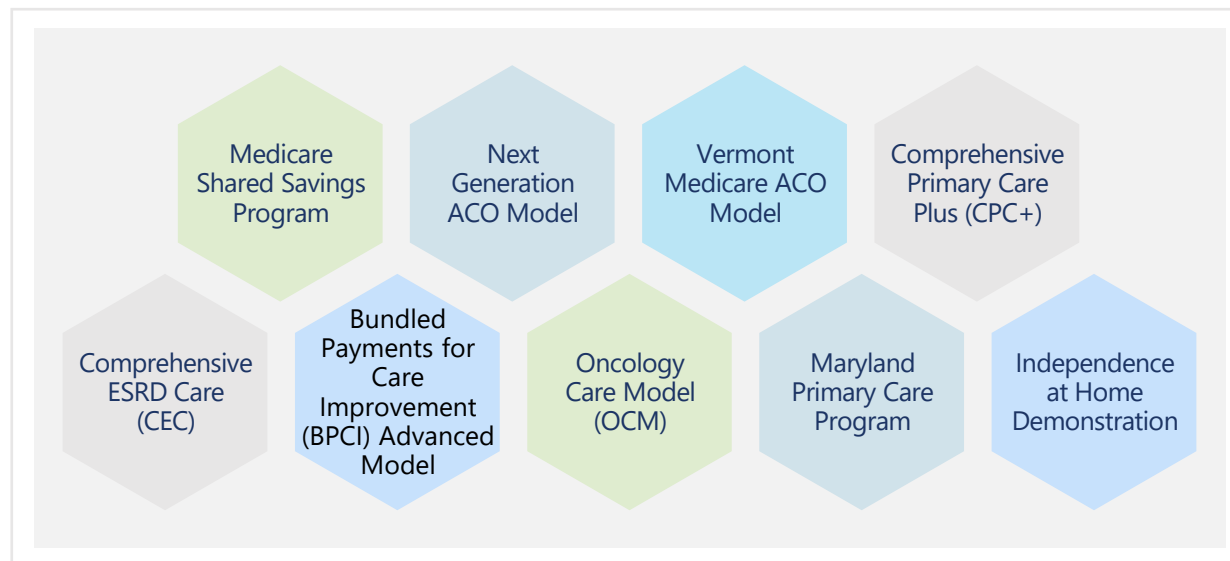 Medicare
Shared Savings
Program
Next
Generation
ACO Model
Vermont
Medicare ACO
Model
Comprehensive
Primary Care
Plus (CPC+)
Comprehensive
ESRD Care
(CEC)
Bundled
Payments for
Care
Improvement
(BPCI) Advanced
Model
Oncology
Care Model
(OCM)
Maryland
Primary Care
Program
Independence
at Home
Demonstration